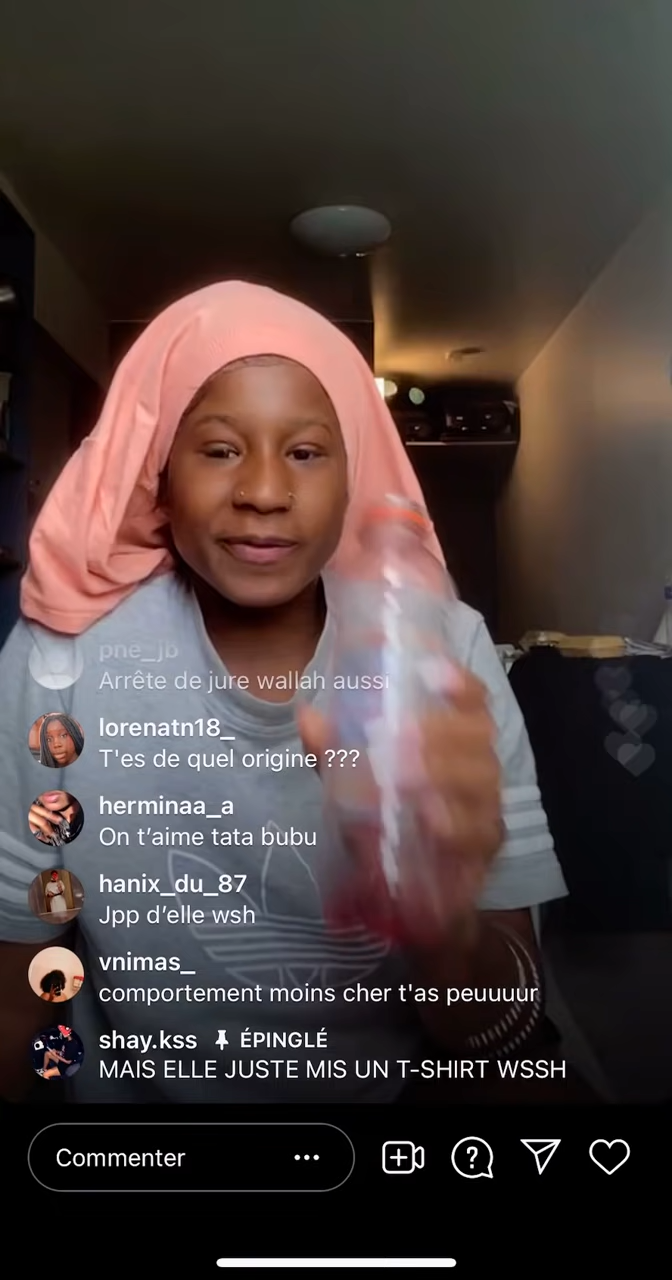 pne_jb
Arrête de jure wallah aussi
lorenatn18_
T'es de quel origine ???
herminaa_a
On t’aime tata bubu
hanix_du_87
Jpp d’elle wsh
vnimas_
comportement moins cher t'as peuuuur
shay.kss ÉPINGLÉ
MAIS ELLE JUSTE MIS UN T-SHIRT WSSH
Commenter